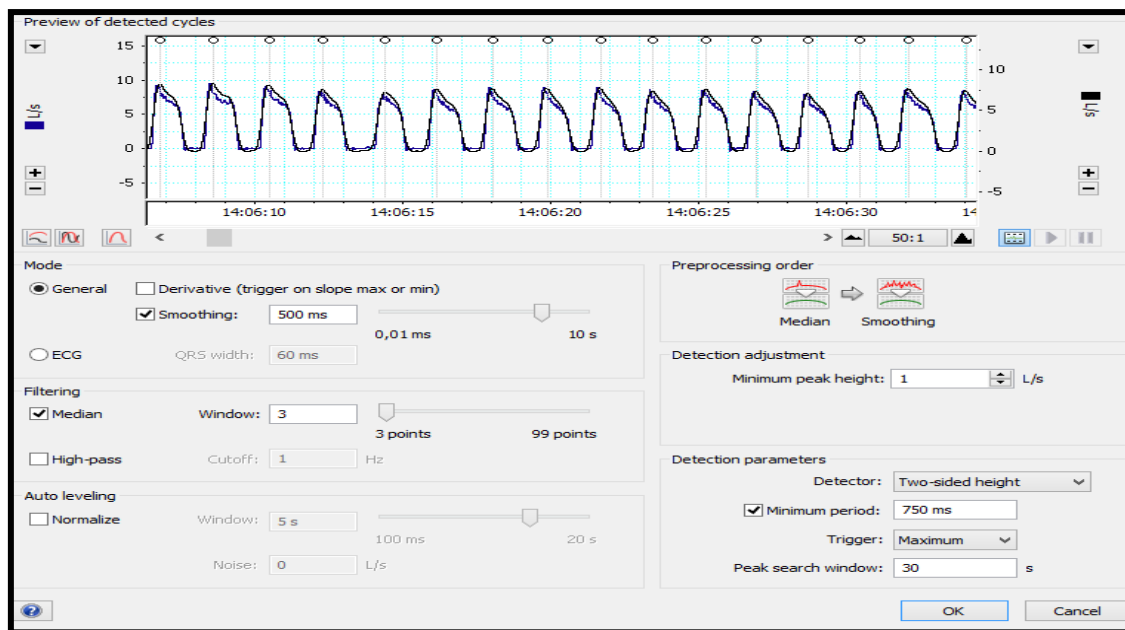 Preview of detected cycles
15
10
5
0
-5
L/s
10
5
0
-5
L/s
14:06:10 14:06:15 14:06:20 14:06:25 14:06:30 14
< > 50:1
Mode
General Derivative (trigger on slope max or min)
Smoothing: 500 ms
0,01 ms 10 s
ECG QRS width: 60 ms
Filtering
Median Window: 3
3 points 99 points
High-pass Cutoff: 1 Hz
Auto leveling
Normalize Window: 5 s
100 ms 20 s
Noise: 0 L/s
Preprocessing order
Median Smoothing
Detection adjustment
Minimum peak height: 1 L/s
Detection parameters
Detector: Two-sided height
Minimum period: 750 ms
Trigger: Maximum
Peak search window: 30 s
? OK Cancel